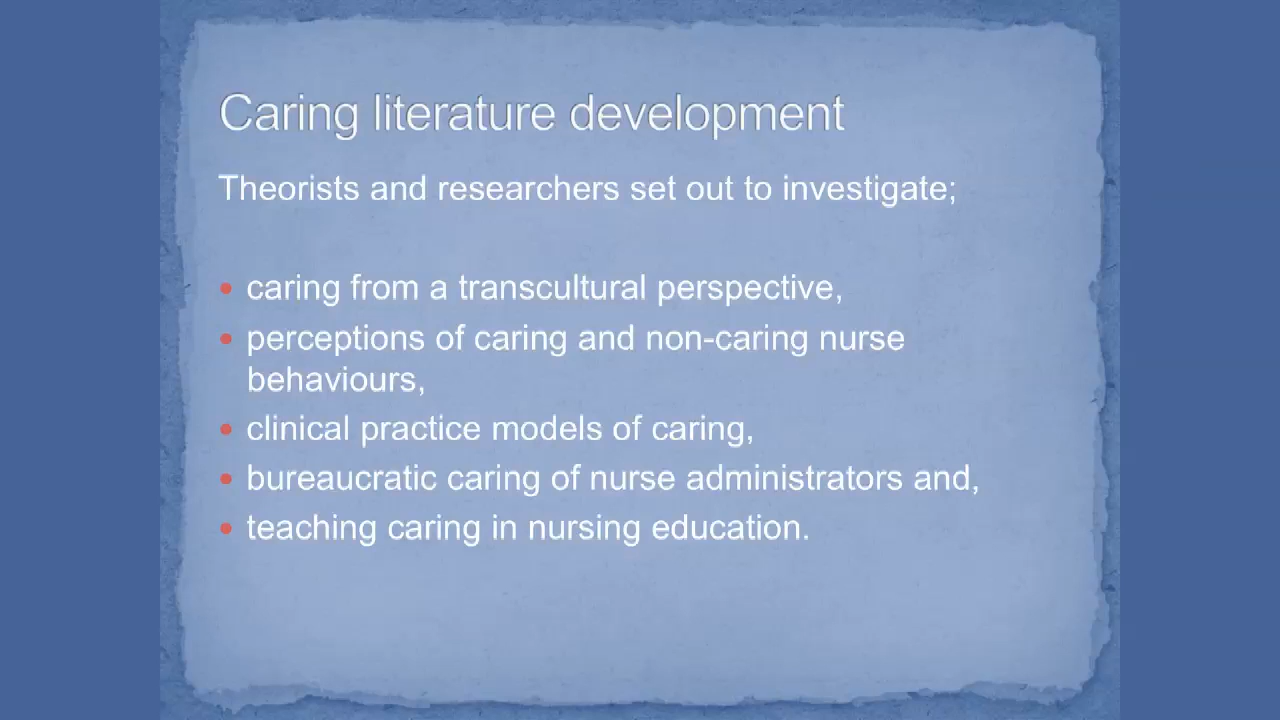 Caring literature development
Theorists and researchers set out to investigate;
• caring from a transcultural perspective,
• perceptions of caring and non-caring nurse
behaviours,
• clinical practice models of caring,
• bureaucratic caring of nurse administrators and,
• teaching caring in nursing education.